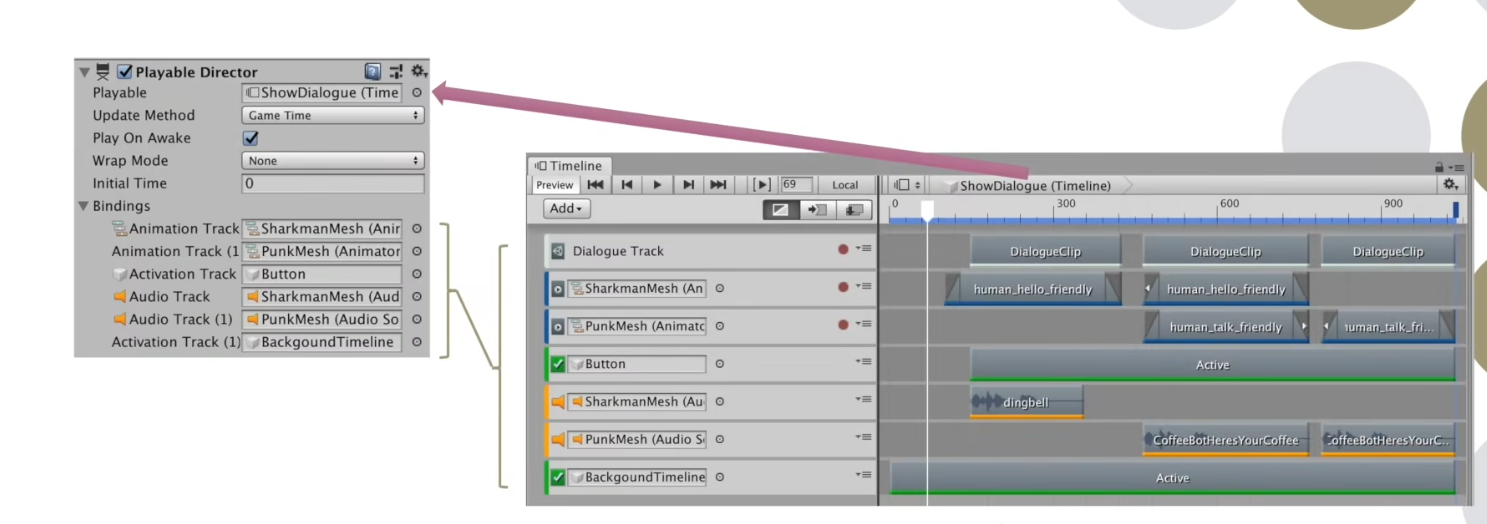 Playable Director
Playable ShowDialogue (Time
Update Method Game Time
Play On Awake
Wrap Mode None
Initial Time 0
Bindings
Animation Track SharkmanMesh (Anir
Animation Track (1 PunkMesh (Animator
Activation Track Button
Audio Track SharkmanMesh (Aud
Audio Track (1) PunkMesh (Audio So
Activation Track (1) BackgoundTimeline
Timeline
Preview 69 Local ShowDialogue (Timeline)
Add 0 300 600 900
Dialogue Track DialogueClip DialogueClip DialogueClip
SharkmanMesh (An human_hello_friendly human_hello_friendly
PunkMesh (Animatc human_talk_friendly iuman_talk_fri...
Button Active
SharkmanMesh (Au dingbell
PunkMesh (Audio S CoffeeBotHeresYourCoffee CoffeeBotHeresYourC..
BackgoundTimeline Active